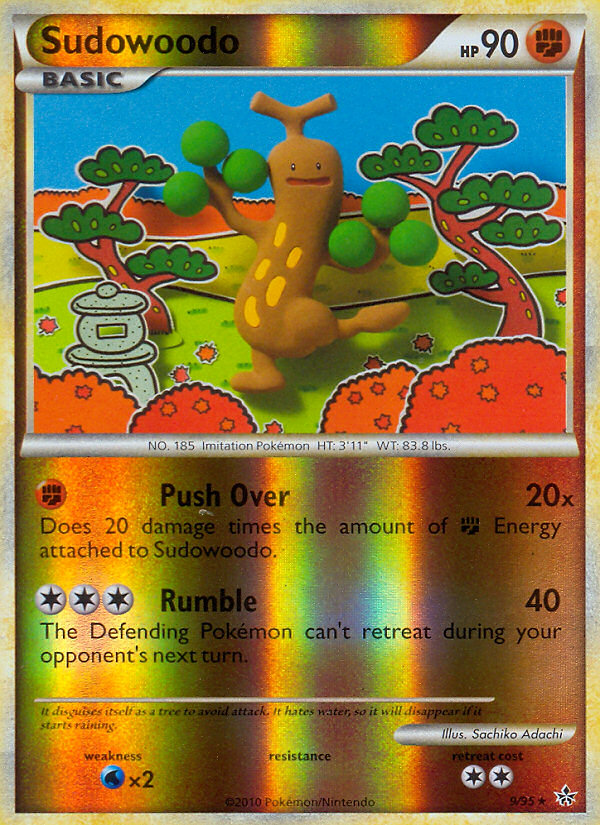 Sudowoodo
HP 90
BASIC
NO. 185 Imitation Pokémon HT: 3'11" WT: 83.8 lbs.
Push Over 20x
Does 20 damage times the amount of Energy
attached to Sudowoodo.
Rumble 40
The Defending Pokémon can't retreat during your
opponent's next turn.
It disguises itself as a tree to avoid attack. It hates water, so it will disappear if it
starts raining.
Illus. Sachiko Adachi
weakness resistance retreat cost
×2
©2010 Pokémon/Nintendo
9/95 ★